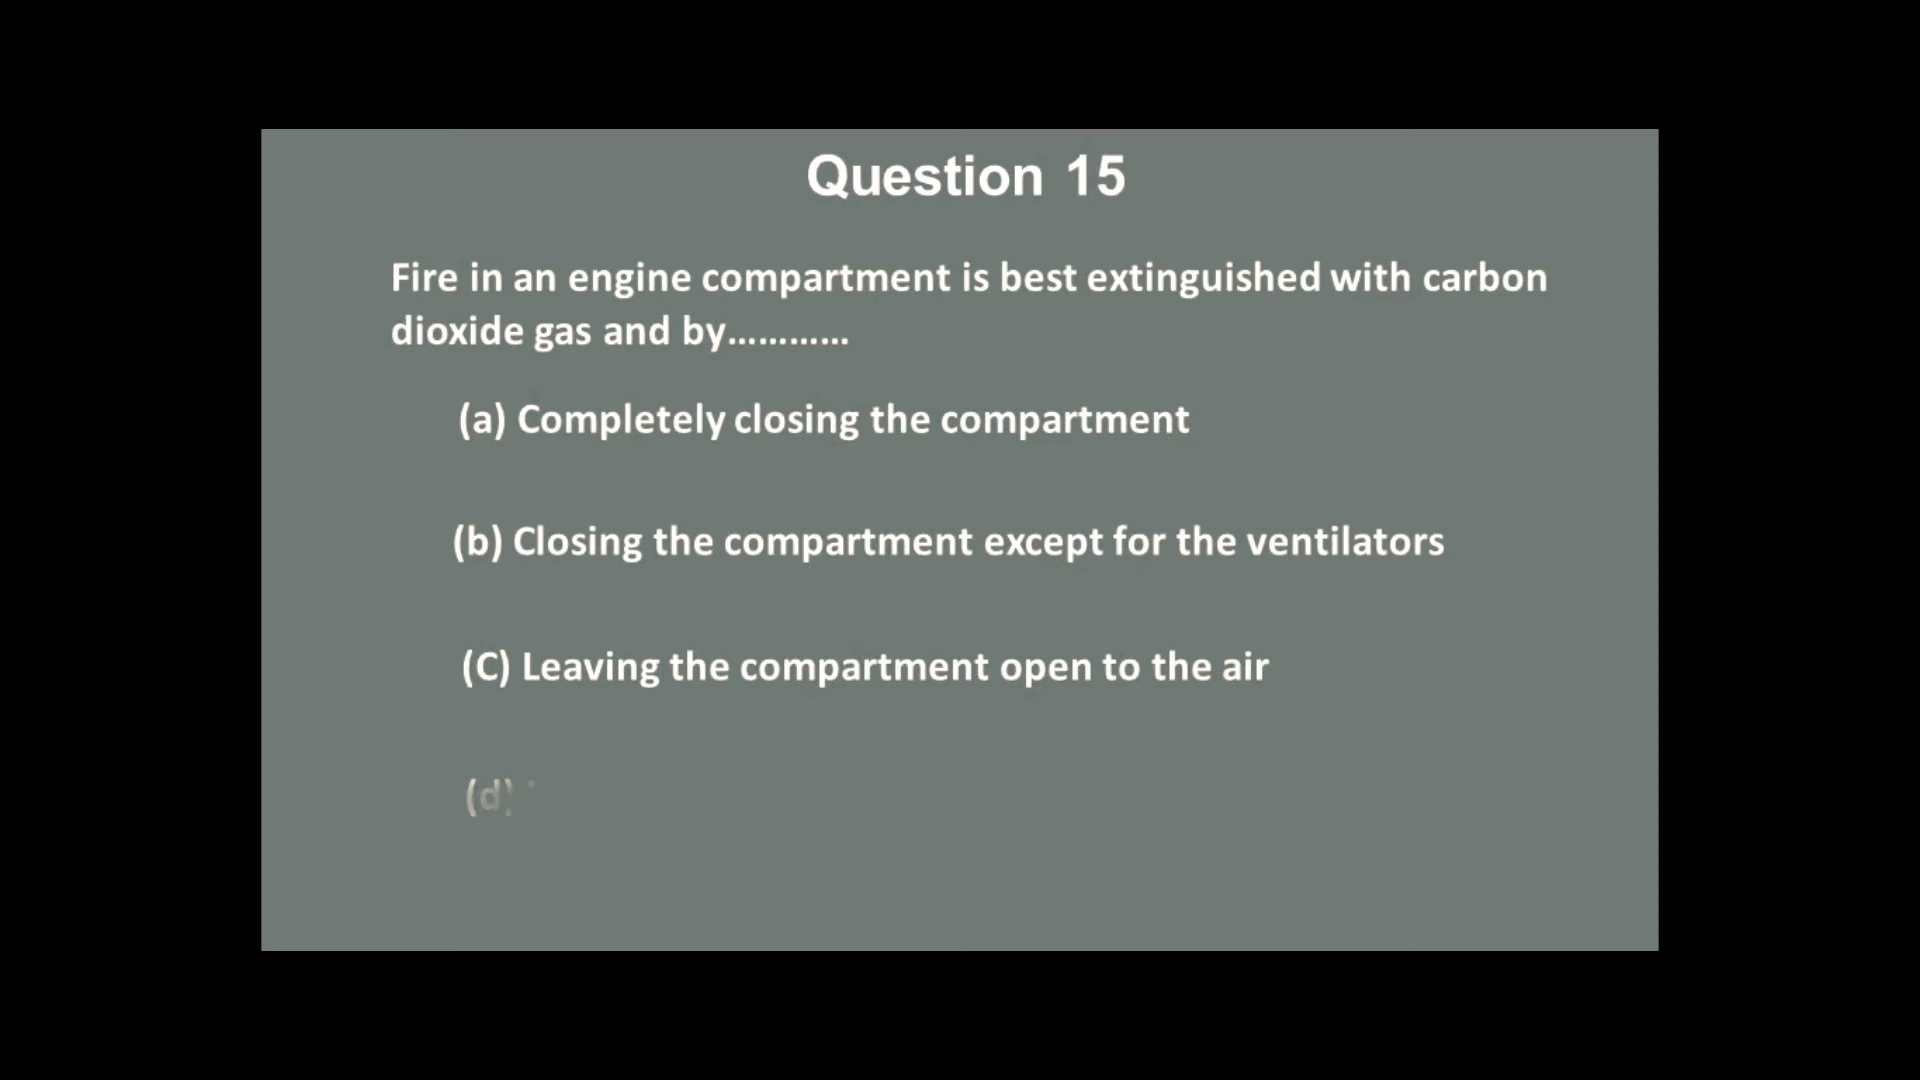 Question 15
Fire in an engine compartment is best extinguished with carbon
dioxide gas and by............
(a) Completely closing the compartment
(b) Closing the compartment except for the ventilators
(C) Leaving the compartment open to the air
(d)